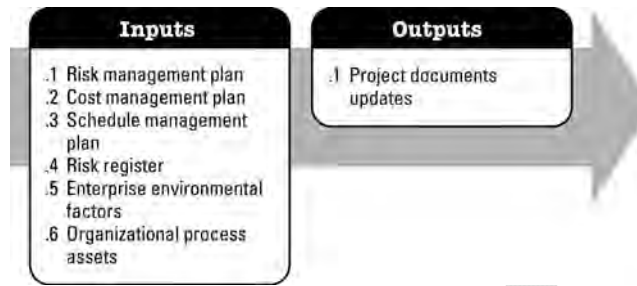 Inputs
.1 Risk management plan
.2 Cost management plan
.3 Schedule management
plan
.4 Risk register
.5 Enterprise environmental
factors
.6 Organizational process
assets
Outputs
.1 Project documents
updates